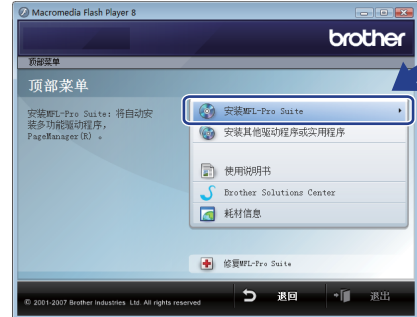 Macromedia Flash Player 8
brother
顶部菜单
顶部菜单
安装MFL-Pro Suite：将自动安
装多功能驱动程序，
PageManager(R) 。
安装MFL-Pro Suite
安装其他驱动程序或实用程序
使用说明书
Brother Solutions Center
耗材信息
修复MFL-Pro Suite
© 2001-2007 Brother Industries Ltd. All rights reserved
退回
退出